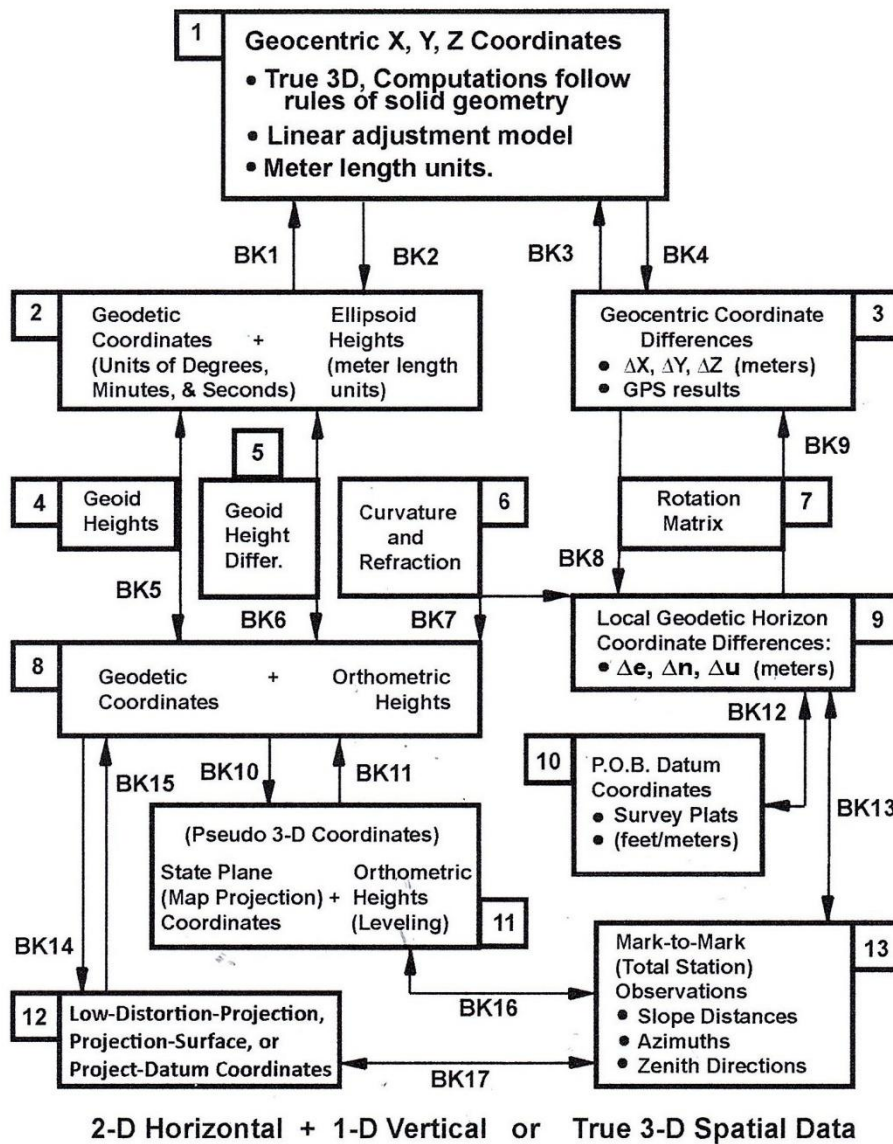 1
Geocentric X, Y, Z Coordinates
• True 3D, Computations follow
rules of solid geometry
• Linear adjustment model
• Meter length units.
BK1
BK2
BK3
BK4
2
Geodetic
Coordinates +
(Units of Degrees,
Minutes, & Seconds)
Ellipsoid
Heights
(meter length
units)
Geocentric Coordinate
Differences
• ΔX, ΔY, ΔZ (meters)
• GPS results
3
BK9
4
Geoid
Heights
5
Geoid
Height
Differ.
Curvature
and
Refraction
6
Rotation
Matrix
7
BK5
BK6
BK7
BK8
8
Geodetic + Orthometric
Coordinates Heights
Local Geodetic Horizon
Coordinate Differences:
• Δe, Δn, Δu (meters)
9
BK15
BK10
BK11
BK12
10
P.O.B. Datum
Coordinates
• Survey Plats
• (feet/meters)
BK13
(Pseudo 3-D Coordinates)
State Plane
(Map Projection) +
Coordinates
Orthometric
Heights
(Leveling)
11
BK14
Mark-to-Mark
(Total Station)
Observations
• Slope Distances
• Azimuths
• Zenith Directions
13
BK16
12
Low-Distortion-Projection,
Projection-Surface, or
Project-Datum Coordinates
BK17
2-D Horizontal + 1-D Vertical or True 3-D Spatial Data